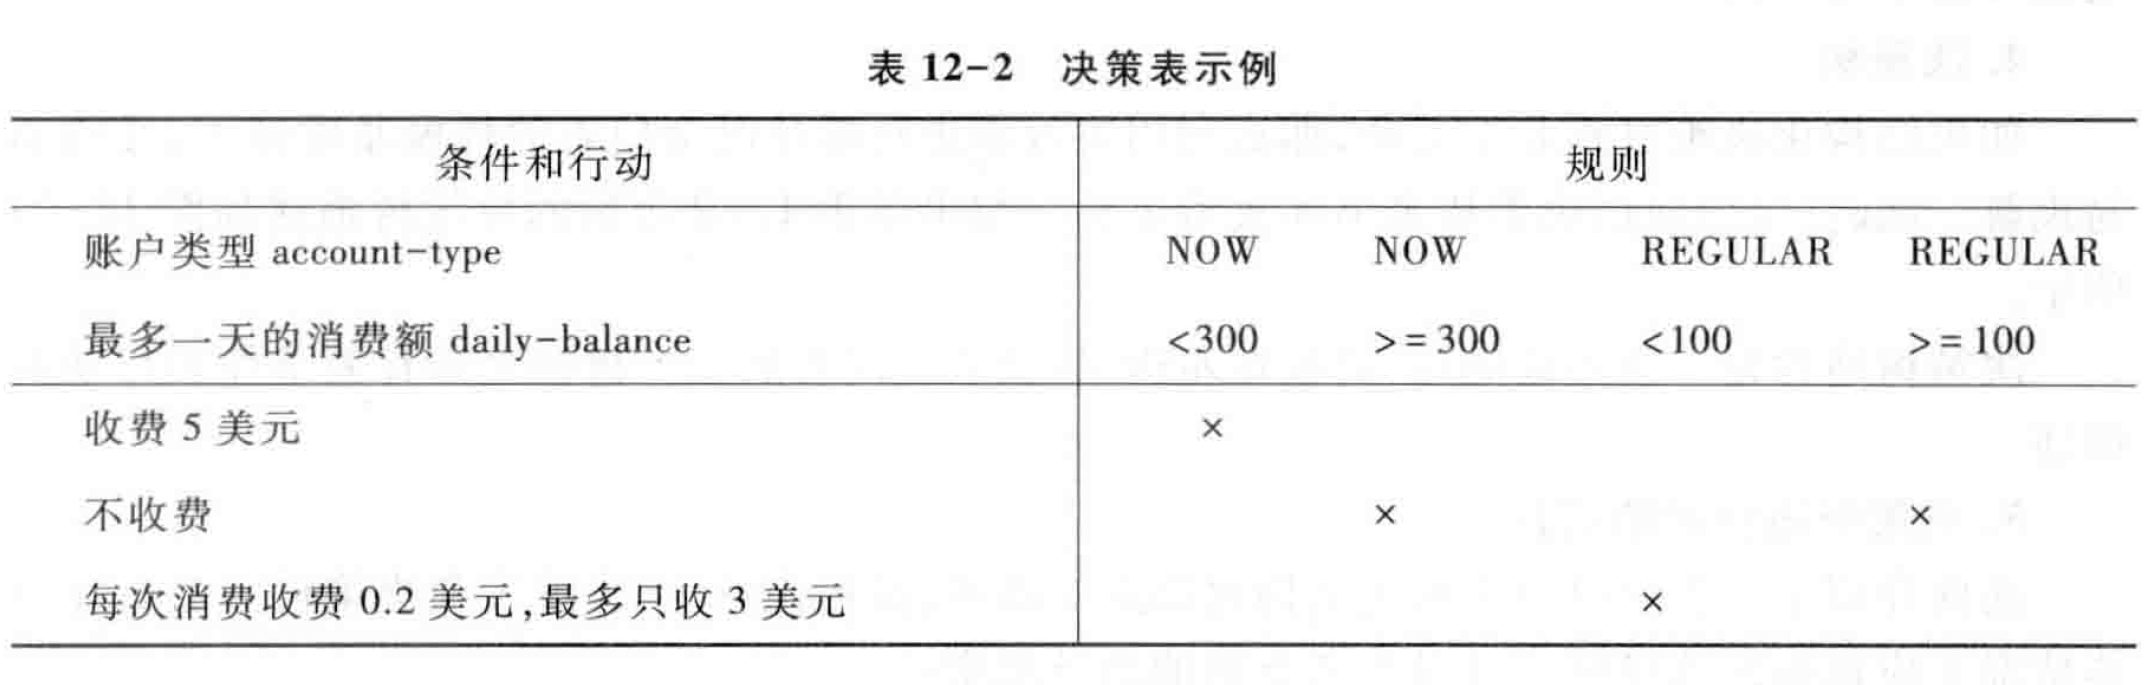 表 12-2 决策表示例
条件和行动 规则
账户类型 account-type NOW NOW REGULAR REGULAR
最多一天的消费额 daily-balance <300 >=300 <100 >=100
收费 5 美元 ×
不收费 × ×
每次消费收费 0.2 美元,最多只收 3 美元 ×